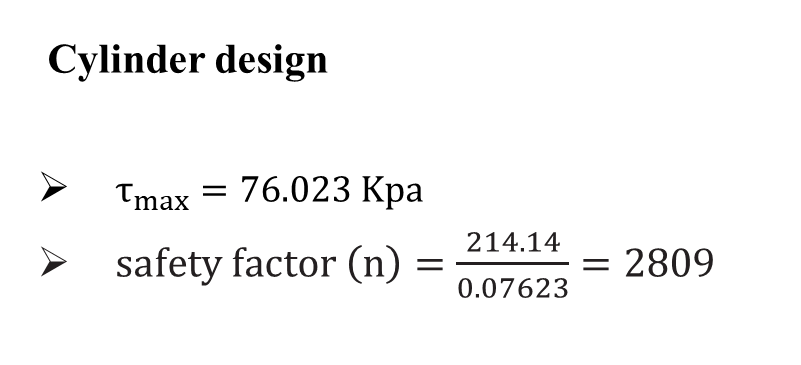 Cylinder design
➢ τmax = 76.023 Kpa
➢ safety factor (n) = 214.14/0.07623 = 2809